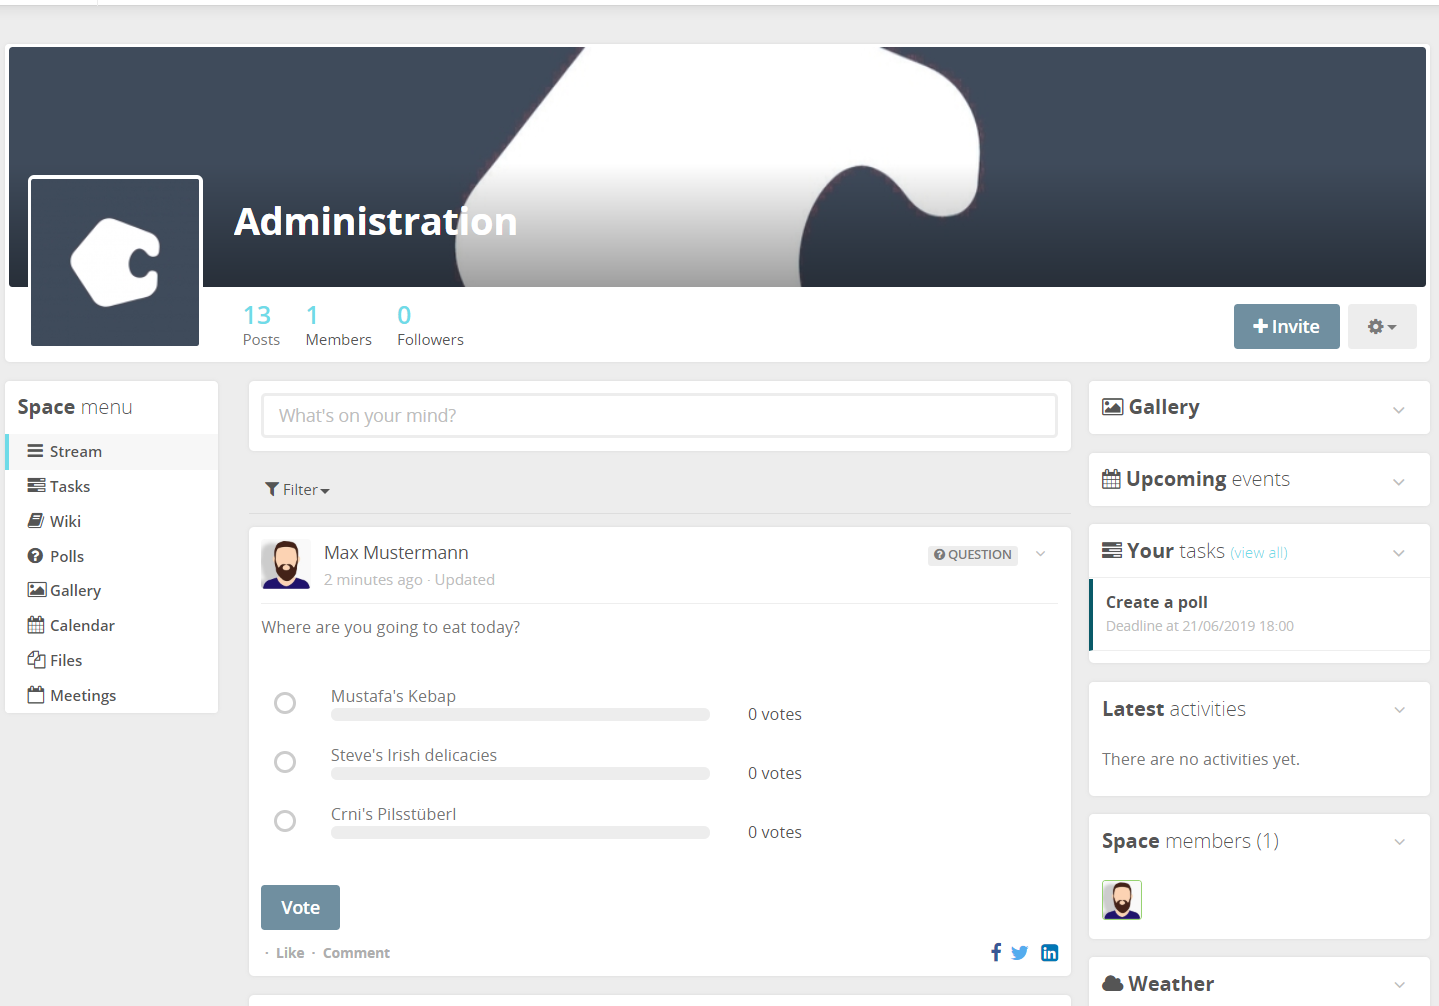 Administration
13
Posts
1
Members
0
Followers
Invite
Space menu
Stream
Tasks
Wiki
Polls
Gallery
Calendar
Files
Meetings
What's on your mind?
Filter
Max Mustermann
2 minutes ago · Updated
QUESTION
Where are you going to eat today?
Mustafa's Kebap
0 votes
Steve's Irish delicacies
0 votes
Crni's Pilsstüberl
0 votes
Vote
· Like · Comment
Gallery
Upcoming events
Your tasks (view all)
Create a poll
Deadline at 21/06/2019 18:00
Latest activities
There are no activities yet.
Space members (1)
Weather